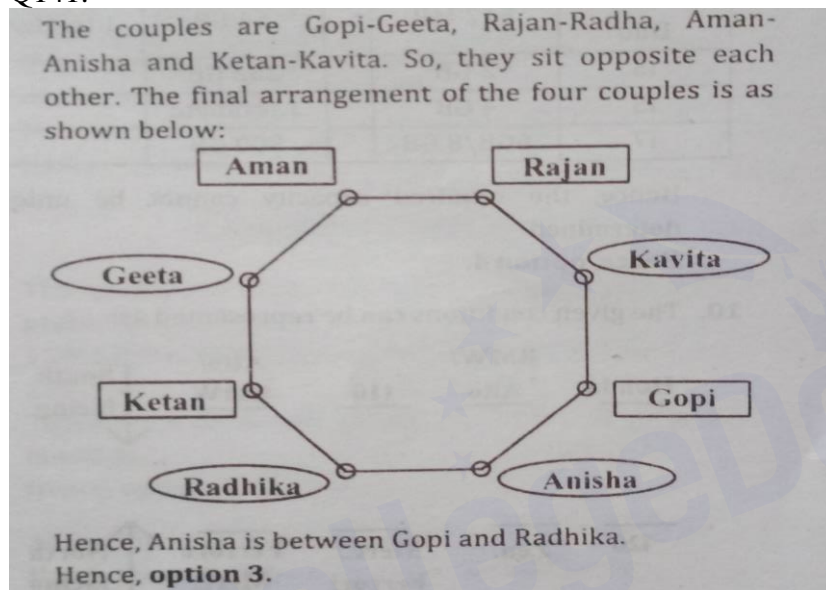 The couples are Gopi-Geeta, Rajan-Radha, Aman-
Anisha and Ketan-Kavita. So, they sit opposite each
other. The final arrangement of the four couples is as
shown below:
Aman
Rajan
Geeta
Kavita
Ketan
Gopi
Radhika
Anisha
Hence, Anisha is between Gopi and Radhika.
Hence, option 3.